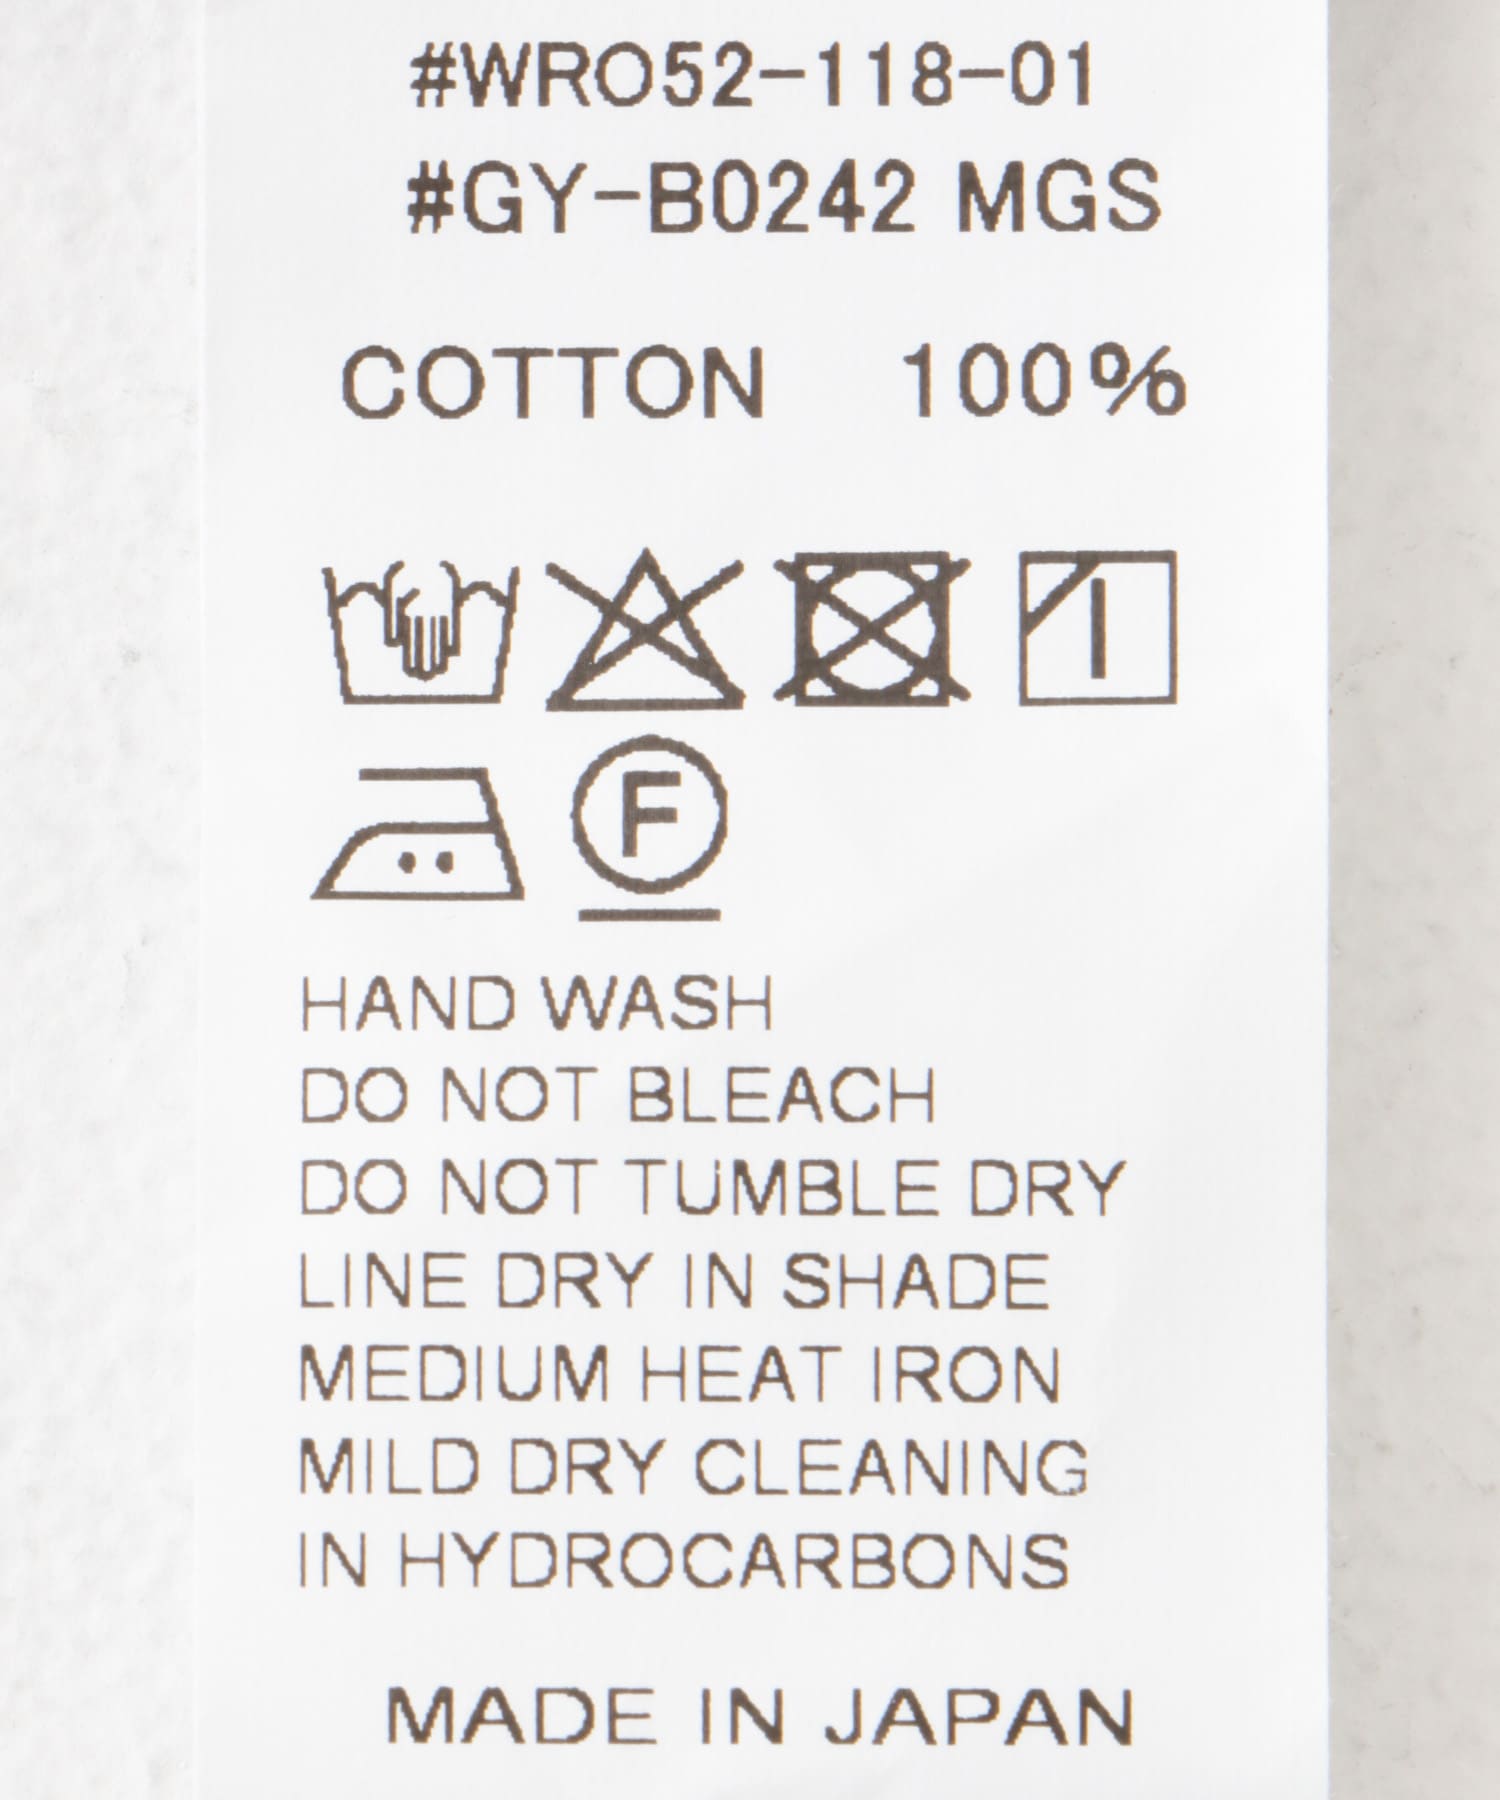 #WRO52-118-01
#GY-B0242 MGS
COTTON 100%
F
HAND WASH
DO NOT BLEACH
DO NOT TUMBLE DRY
LINE DRY IN SHADE
MEDIUM HEAT IRON
MILD DRY CLEANING
IN HYDROCARBONS
MADE IN JAPAN